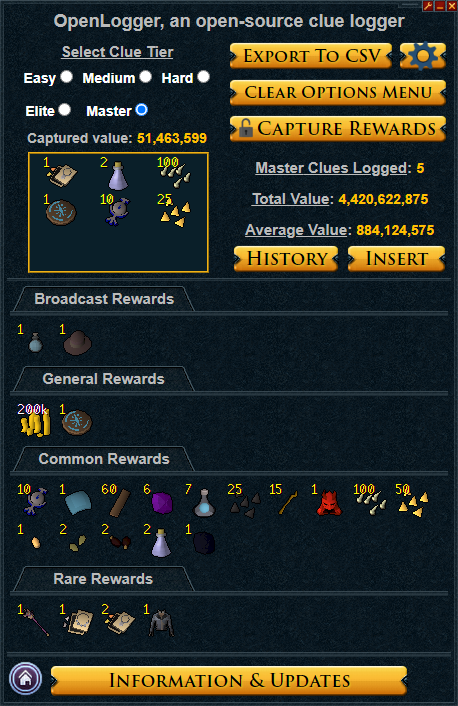 OpenLogger, an open-source clue logger
Select Clue Tier
Easy Medium Hard
Elite Master
Captured value: 51,463,599
1 2 100
1 10 25
EXPORT TO CSV
CLEAR OPTIONS MENU
CAPTURE REWARDS
Master Clues Logged: 5
Total Value: 4,420,622,875
Average Value: 884,124,575
HISTORY INSERT
Broadcast Rewards
1 1
General Rewards
200k 1
Common Rewards
10 1 60 6 7 25 15 1 100 50
1 2 2 2 1
Rare Rewards
1 1 2 1
INFORMATION & UPDATES